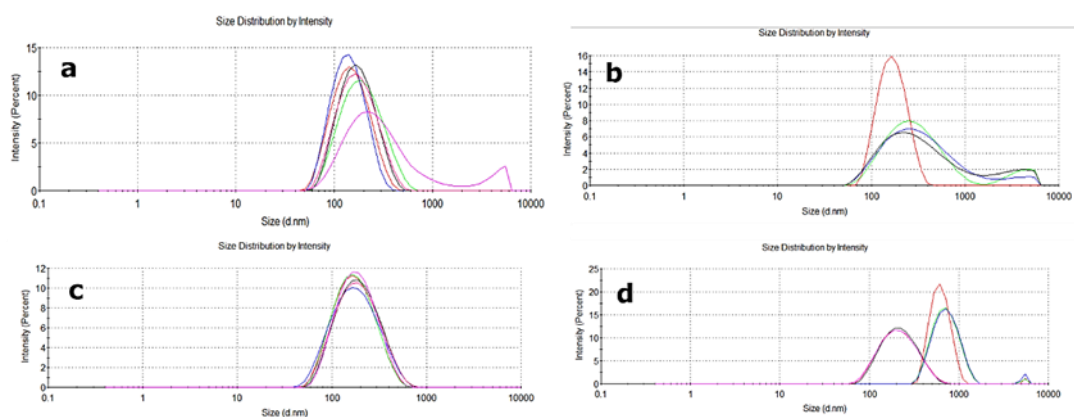 Size Distribution by Intensity
a
Intensity (Percent)
15
10
5
0
0.1 1 10 100 1000 10000
Size (d.nm)
Size Distribution by Intensity
b
Intensity (Percent)
16
14
12
10
8
6
4
2
0
0.1 1 10 100 1000 10000
Size (d.nm)
Size Distribution by Intensity
c
Intensity (Percent)
12
10
8
6
4
2
0
0.1 1 10 100 1000 10000
Size (d.nm)
Size Distribution by Intensity
d
Intensity (Percent)
25
20
15
10
5
0
0.1 1 10 100 1000 10000
Size (d.nm)